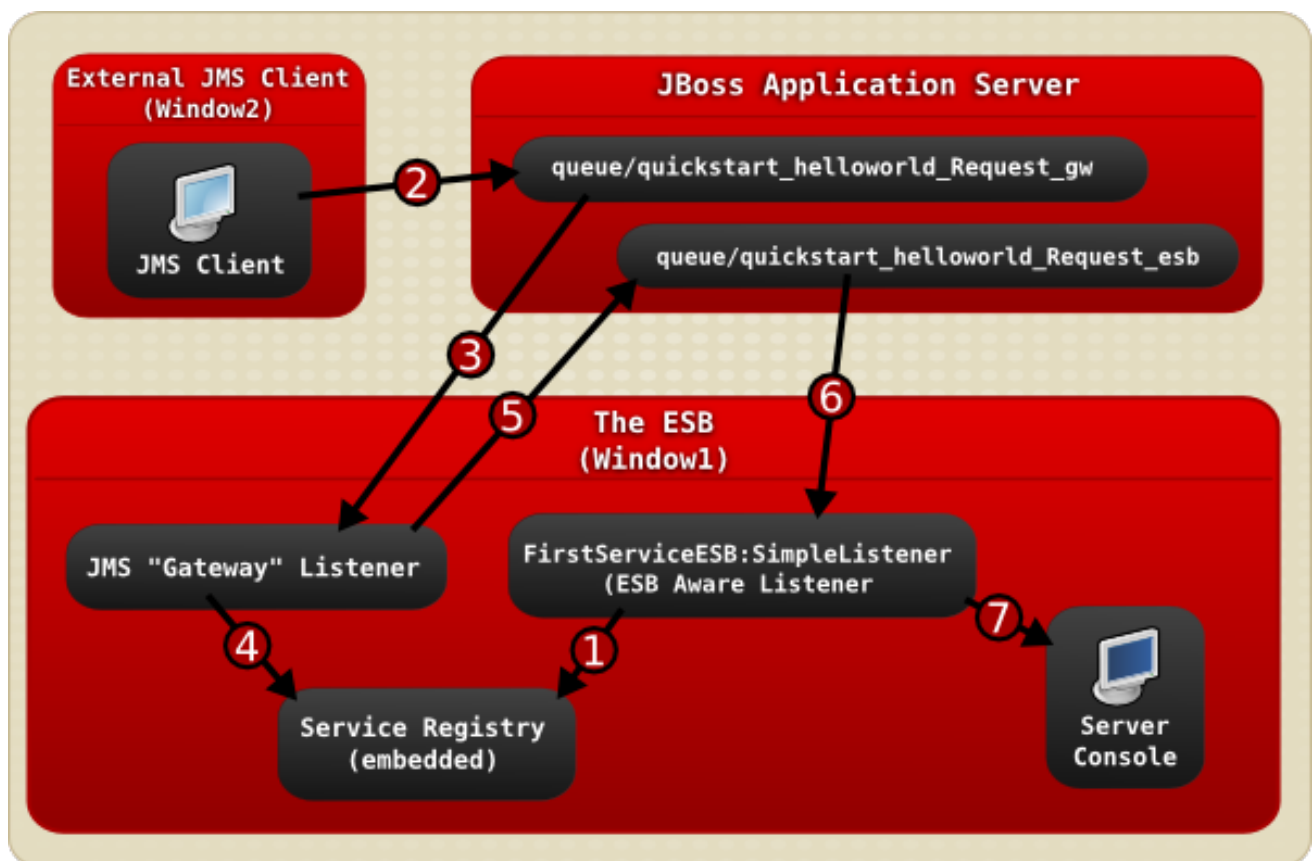 External JMS Client
(Window2)
JMS Client
JBoss Application Server
queue/quickstart_helloworld_Request_gw
queue/quickstart_helloworld_Request_esb
2
3
5
6
The ESB
(Window1)
JMS "Gateway" Listener
FirstServiceESB:SimpleListener
(ESB Aware Listener
4
1
7
Service Registry
(embedded)
Server
Console